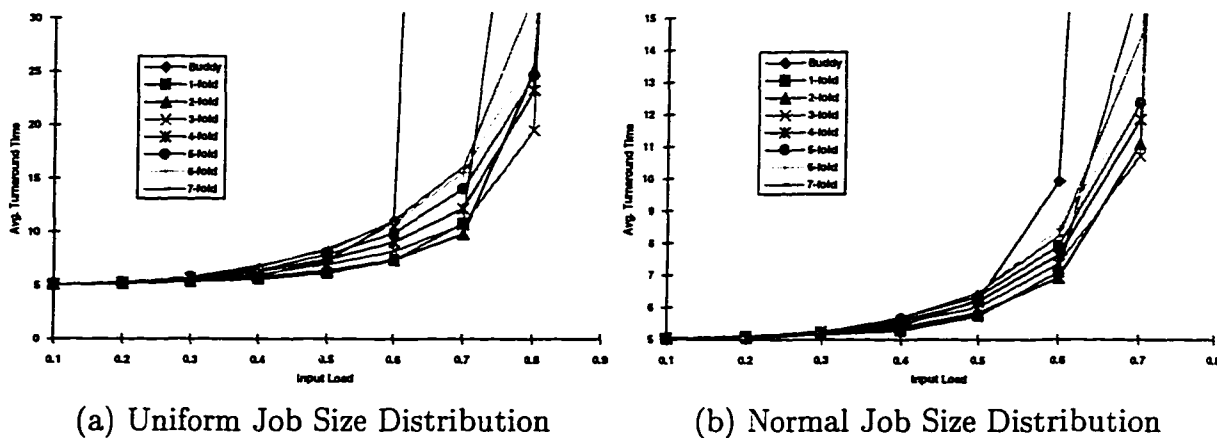 30
25
20
15
10
5
0
Avg. Turnaround Time
Buddy
1-fold
2-fold
3-fold
4-fold
5-fold
6-fold
7-fold
0.1 0.2 0.3 0.4 0.5 0.6 0.7 0.8 0.9
Input Load
(a) Uniform Job Size Distribution
15
14
13
12
11
10
9
8
7
6
5
Avg. Turnaround Time
Buddy
1-fold
2-fold
3-fold
4-fold
5-fold
6-fold
7-fold
0.1 0.2 0.3 0.4 0.5 0.6 0.7 0.8
Input Load
(b) Normal Job Size Distribution